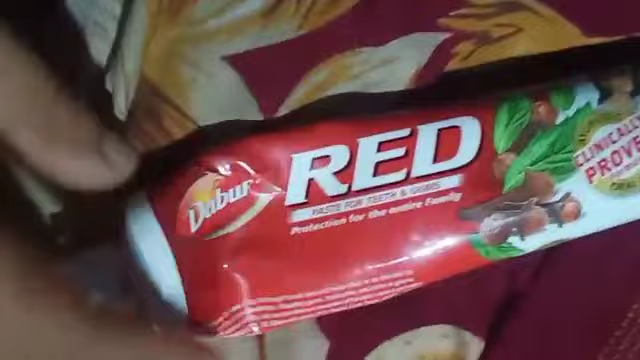 Dabur
RED
PASTE FOR TEETH & GUMS
Protection for the entire Family
CLINICALLY
PROVE